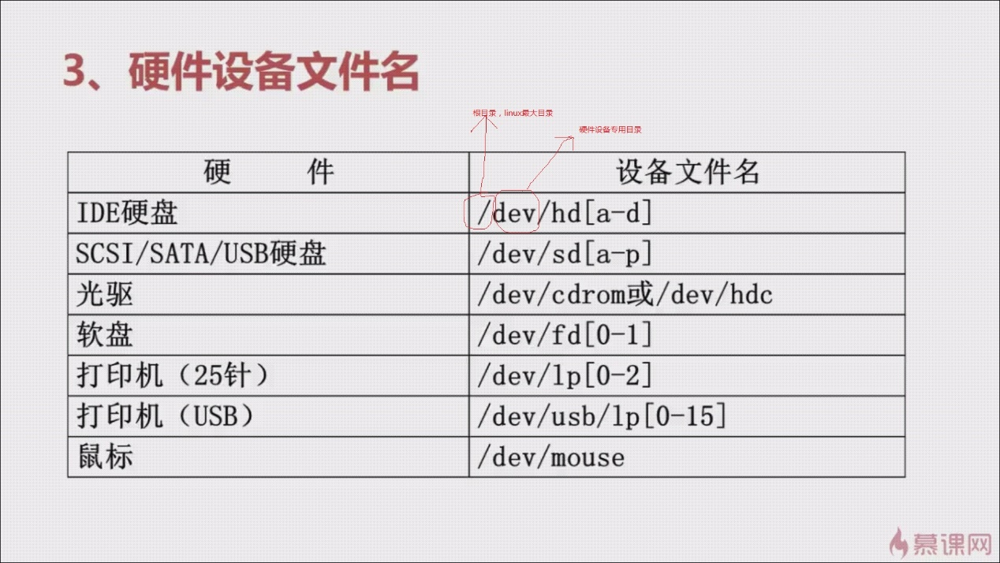 3、硬件设备文件名
根目录，linux最大目录
硬件设备专用目录
硬 件 设备文件名
IDE硬盘 /dev/hd[a-d]
SCSI/SATA/USB硬盘 /dev/sd[a-p]
光驱 /dev/cdrom或/dev/hdc
软盘 /dev/fd[0-1]
打印机（25针） /dev/lp[0-2]
打印机（USB） /dev/usb/lp[0-15]
鼠标 /dev/mouse
慕课网